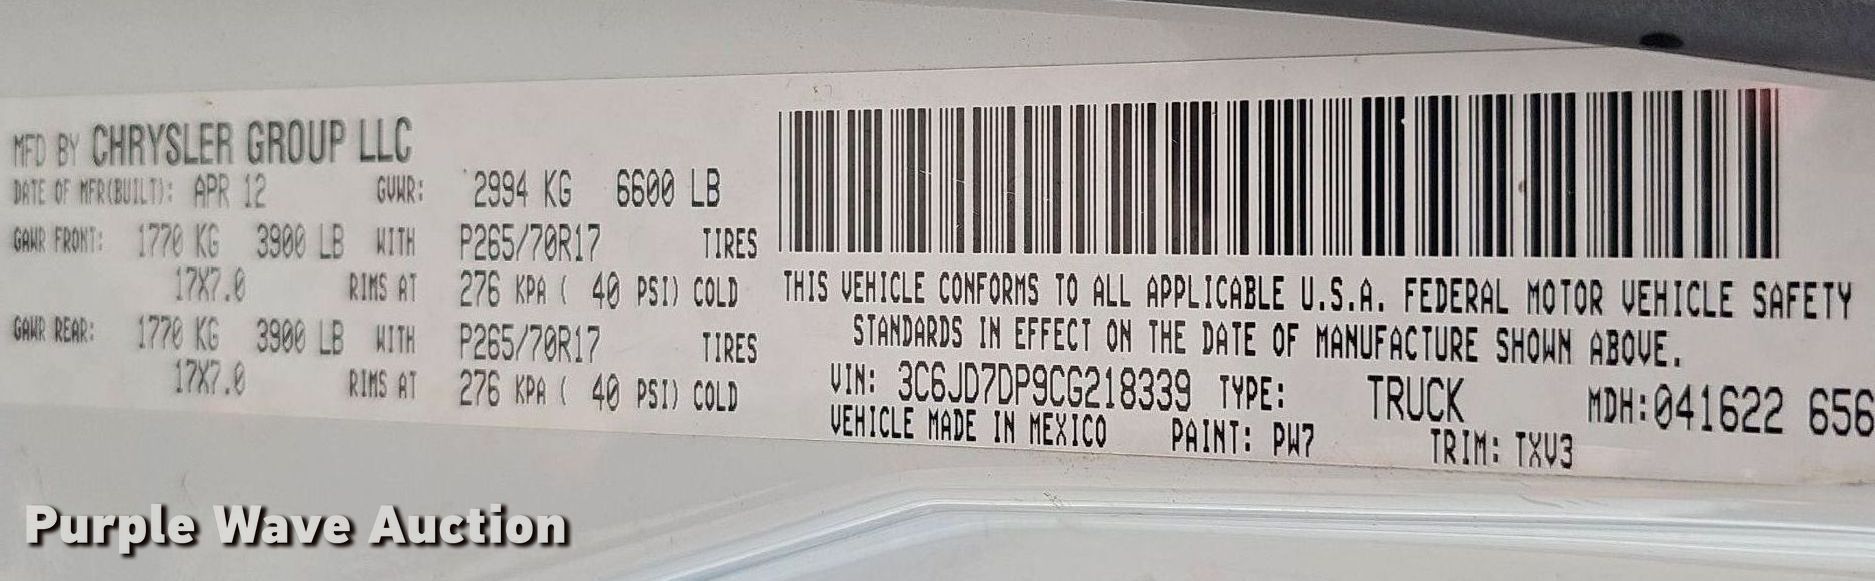 MFD BY CHRYSLER GROUP LLC
DATE OF MFR(BUILT): APR 12 GVWR: 2994 KG 6600 LB
GAWR FRONT: 1770 KG 3900 LB WITH P265/70R17 TIRES
17X7.0 RIMS AT 276 KPA ( 40 PSI) COLD
GAWR REAR: 1770 KG 3900 LB WITH P265/70R17 TIRES
17X7.0 RIMS AT 276 KPA ( 40 PSI) COLD
THIS VEHICLE CONFORMS TO ALL APPLICABLE U.S.A. FEDERAL MOTOR VEHICLE SAFETY
STANDARDS IN EFFECT ON THE DATE OF MANUFACTURE SHOWN ABOVE.
VIN: 3C6JD7DP9CG218339 TYPE: TRUCK MDH:041622 656
VEHICLE MADE IN MEXICO PAINT: PW7 TRIM: TXV3
Purple Wave Auction